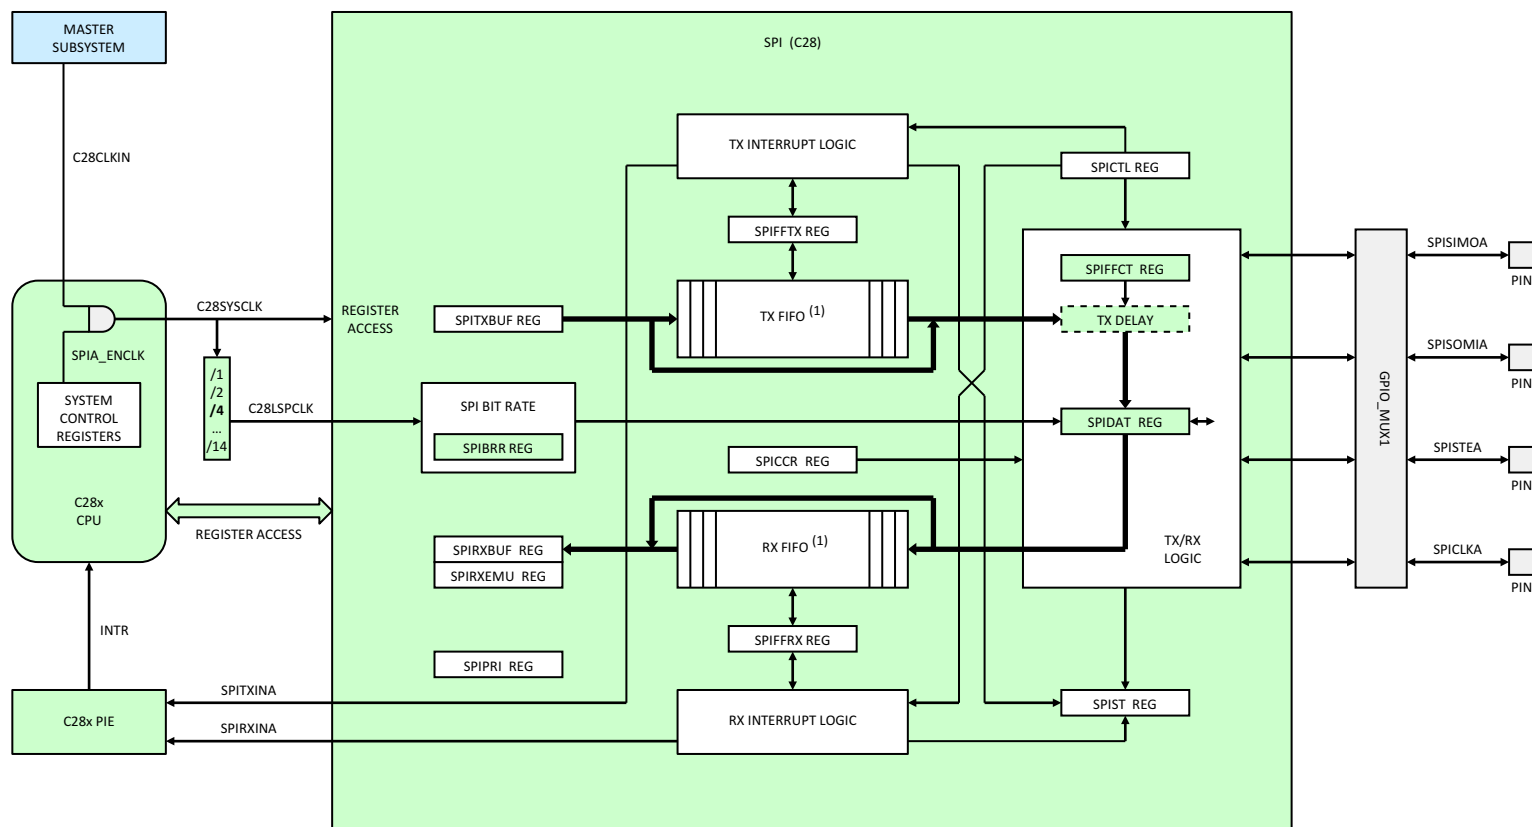 MASTER
SUBSYSTEM
SPI (C28)
C28CLKIN
TX INTERRUPT LOGIC
SPICTL REG
SPIFFTX REG
SPIFFCT REG
TX DELAY
SPISIMOA
PIN
C28SYSCLK
REGISTER
ACCESS
SPITXBUF REG
TX FIFO (1)
SPIA_ENCLK
SYSTEM
CONTROL
REGISTERS
/1
/2
/4
...
/14
C28LSPCLK
SPI BIT RATE
SPIBRR REG
SPIDAT REG
SPICCR REG
GPIO_MUX1
SPISOMIA
PIN
SPISTEA
PIN
C28x
CPU
REGISTER ACCESS
SPIRXBUF REG
SPIRXEMU REG
RX FIFO (1)
TX/RX
LOGIC
SPICLKA
PIN
INTR
SPIFFRX REG
SPIPRI REG
SPITXINA
C28x PIE
SPIRXINA
RX INTERRUPT LOGIC
SPIST REG